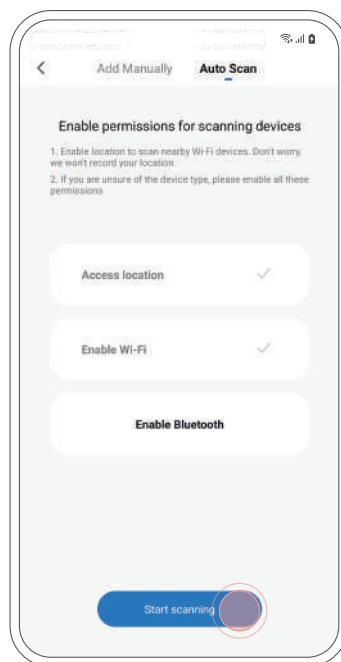 Add Manually Auto Scan
Enable permissions for scanning devices
1. Enable location to scan nearby Wi-Fi devices. Don't worry,
we won't record your location.
2. If you are unsure of the device type, please enable all these
permissions
Access location
Enable Wi-Fi
Enable Bluetooth
Start scanning